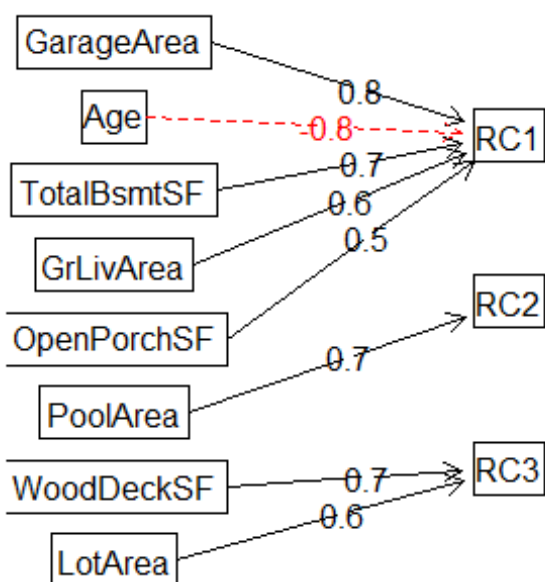 GarageArea
0.8
Age
-0.8
RC1
TotalBsmtSF
0.7
0.6
GrLivArea
0.5
RC2
OpenPorchSF
0.7
PoolArea
RC3
WoodDeckSF
0.7
0.6
LotArea